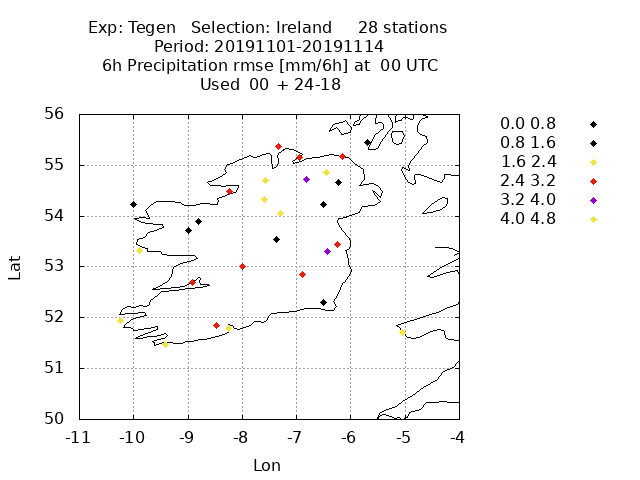 Exp: Tegen   Selection: Ireland     28 stations
Period: 20191101-20191114
6h Precipitation rmse [mm/6h] at  00 UTC
Used  00  + 24-18
56
55
54
53
52
51
50
-11 -10 -9 -8 -7 -6 -5 -4
Lat
Lon
0.0 0.8
0.8 1.6
1.6 2.4
2.4 3.2
3.2 4.0
4.0 4.8